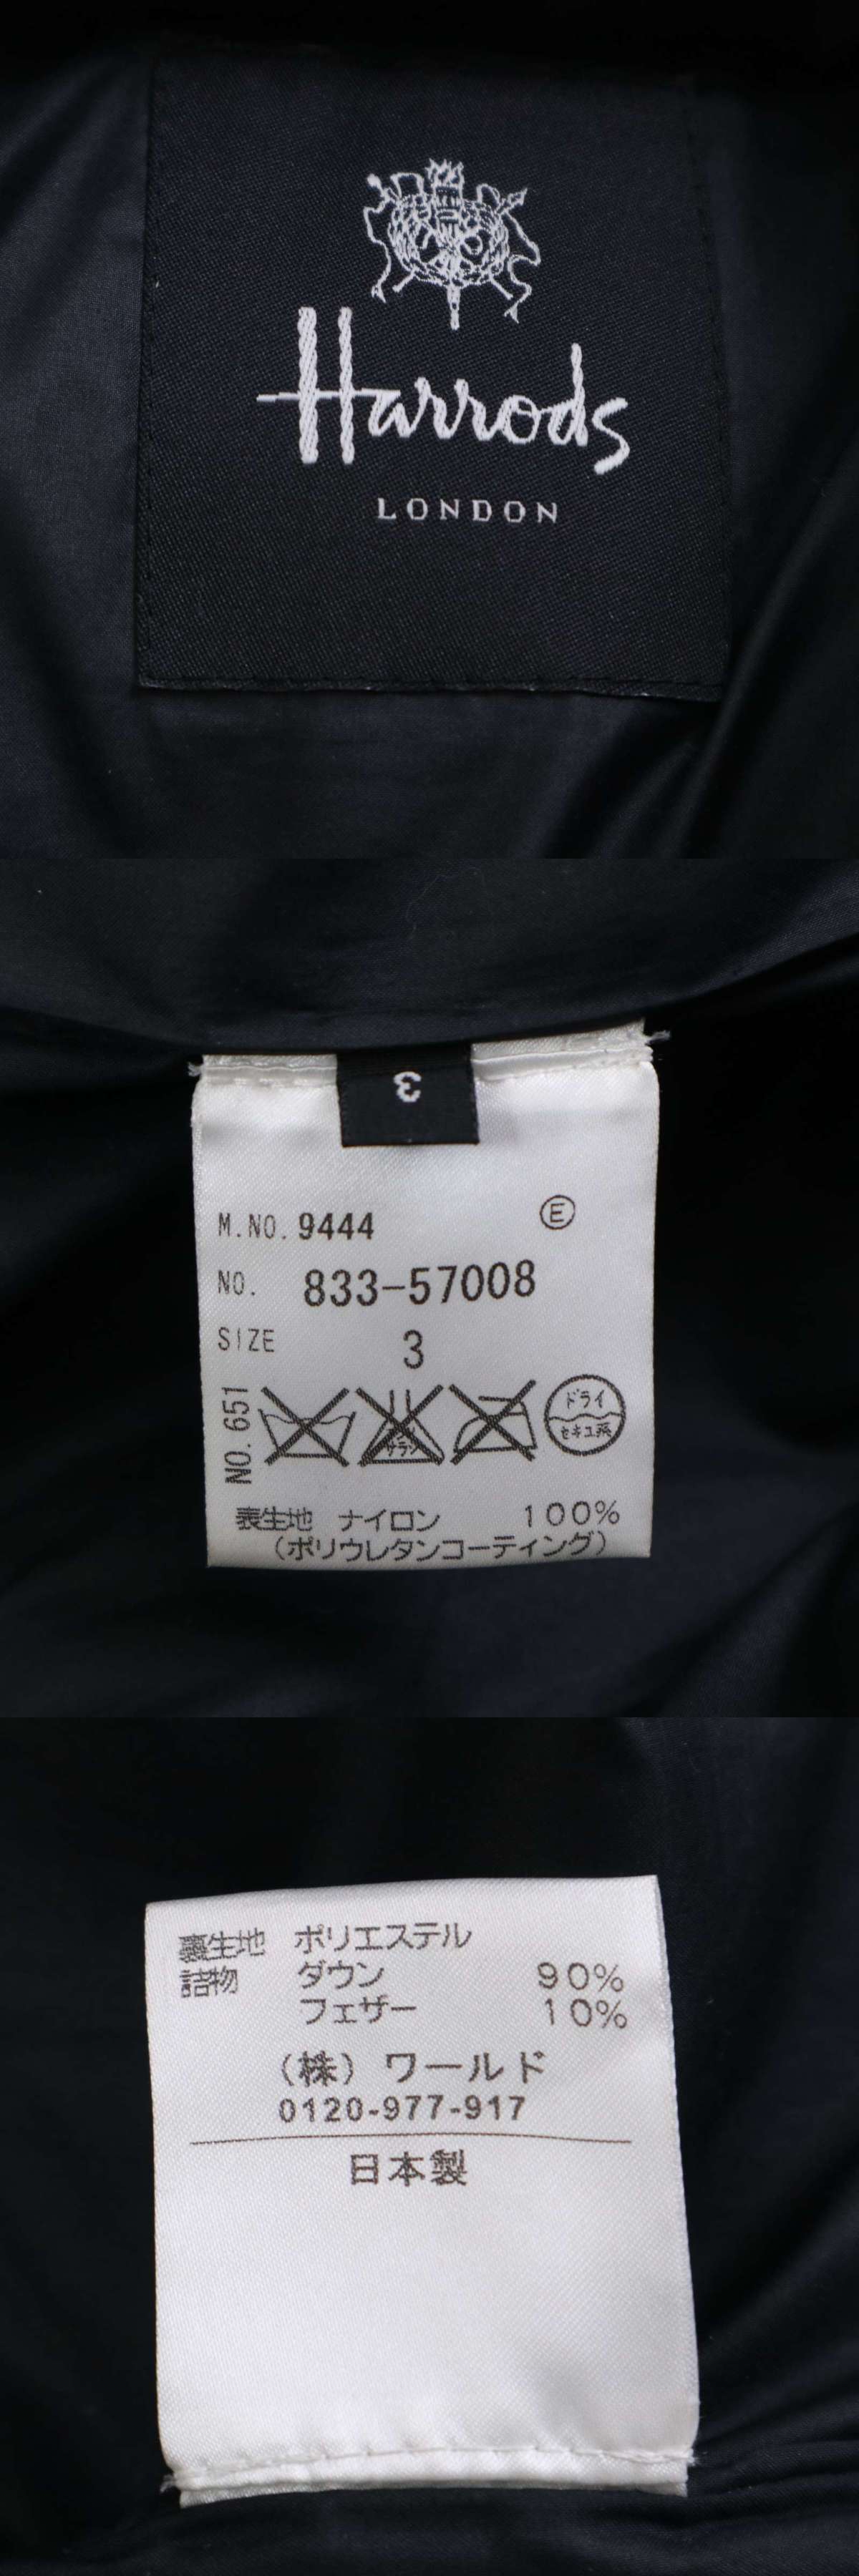 Harrods
LONDON
3
M.NO. 9444 Ⓔ
NO. 833-57008
SIZE 3
NO. 651
サラシ
ドライ
セキユ系
表生地 ナイロン 100%
(ポリウレタンコーティング)
裏生地 ポリエステル
詰物 ダウン 90%
フェザー 10%
(株) ワールド
0120-977-917
日本製